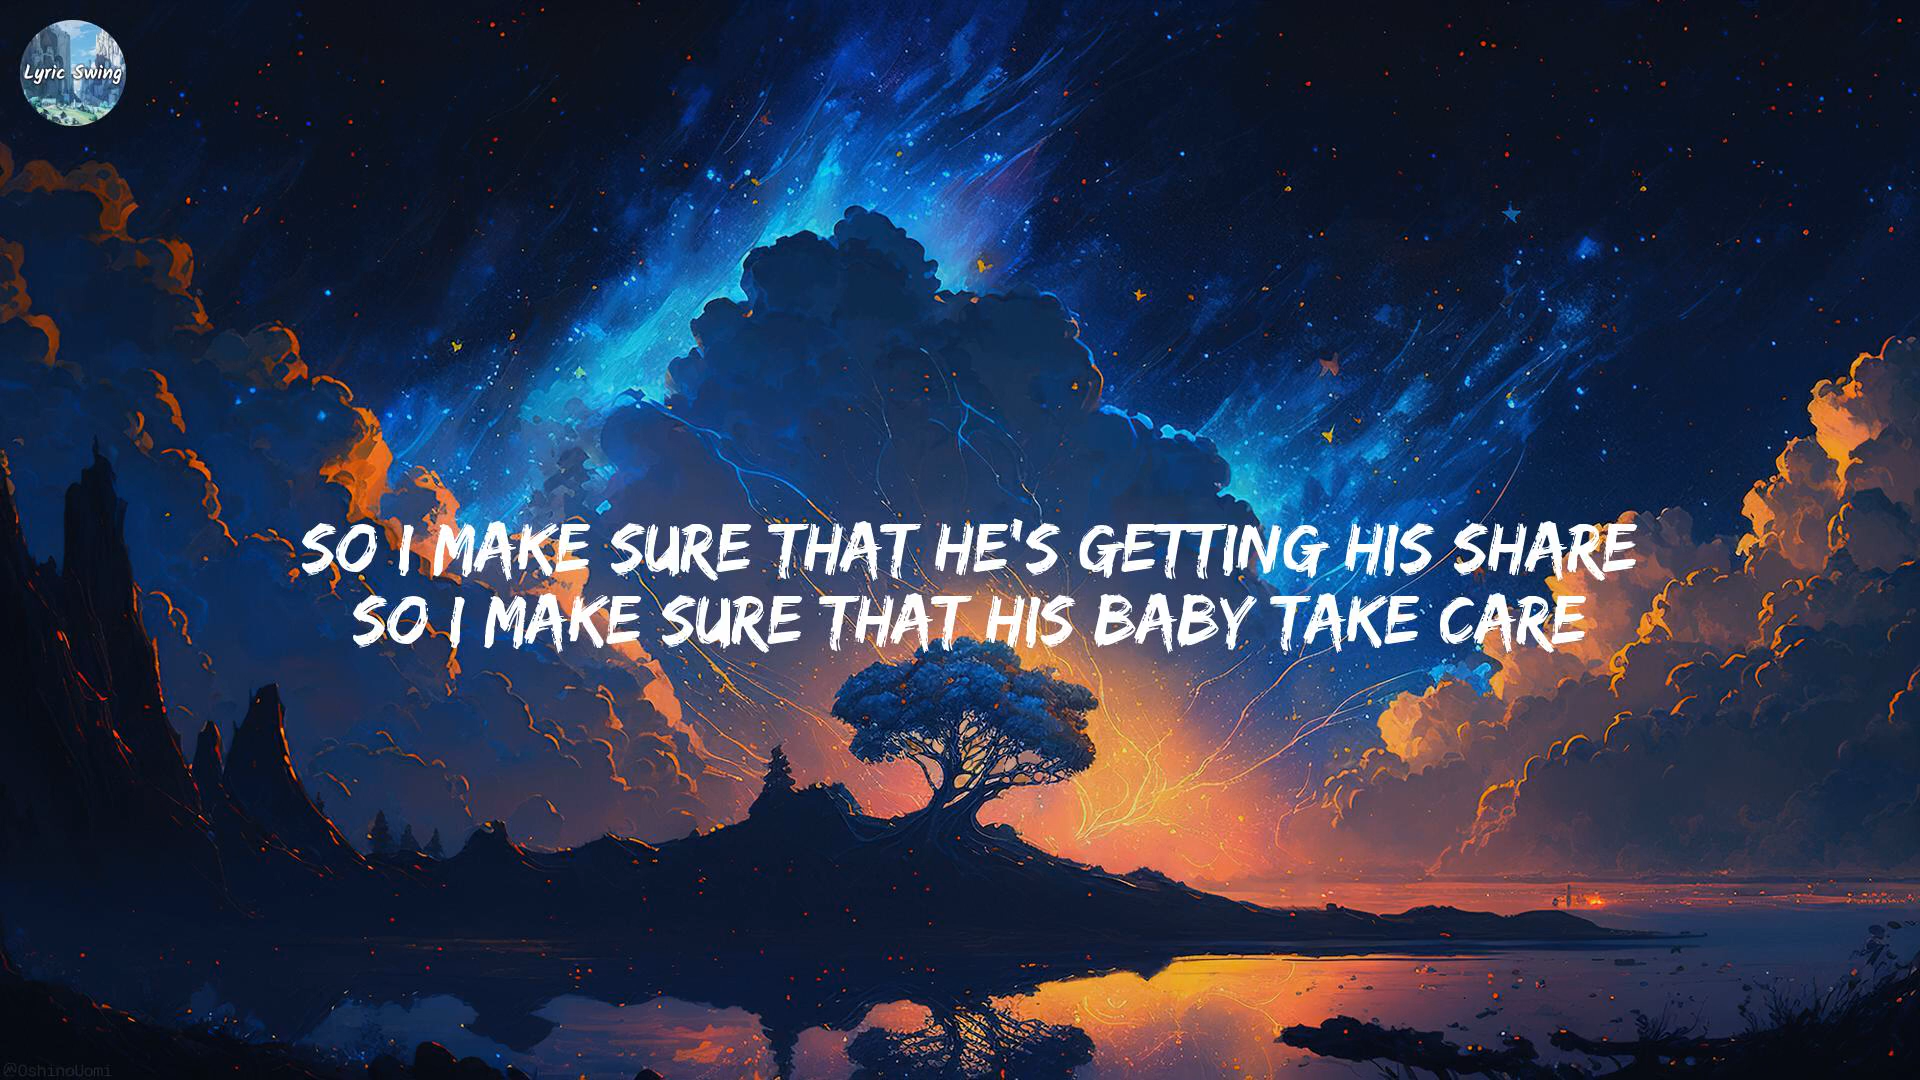 Lyric Swing
SO I MAKE SURE THAT HE'S GETTING HIS SHARE
SO I MAKE SURE THAT HIS BABY TAKE CARE
@OshinoUomi